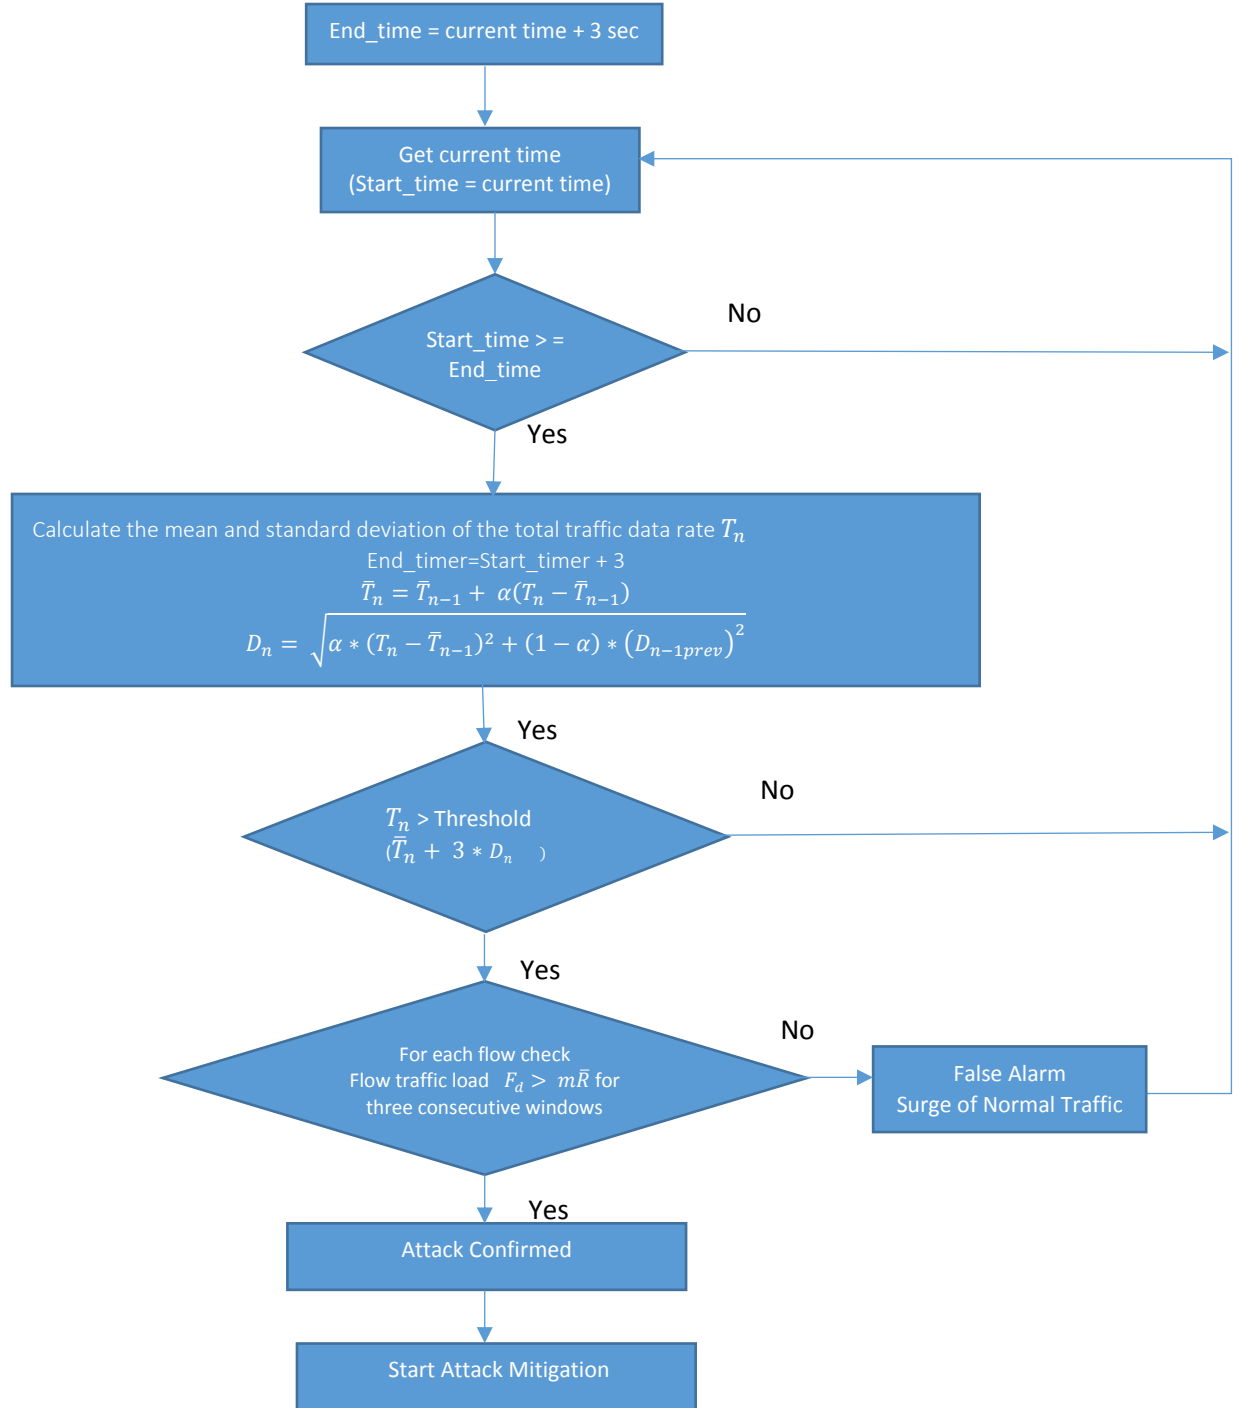 End_time = current time + 3 sec
Get current time
(Start_time = current time)
Start_time > =
End_time
No
Yes
Calculate the mean and standard deviation of the total traffic data rate Tₙ
End_timer=Start_timer + 3
T̄ₙ = T̄ₙ₋₁ + α(Tₙ − T̄ₙ₋₁)
Dₙ = √(α ∗ (Tₙ − T̄ₙ₋₁)² + (1 − α) ∗ (Dₙ₋₁prev)²)
Yes
Tₙ > Threshold
(T̄ₙ + 3 ∗ Dₙ )
No
Yes
For each flow check
Flow traffic load F_d > mR̄ for
three consecutive windows
No
False Alarm
Surge of Normal Traffic
Yes
Attack Confirmed
Start Attack Mitigation